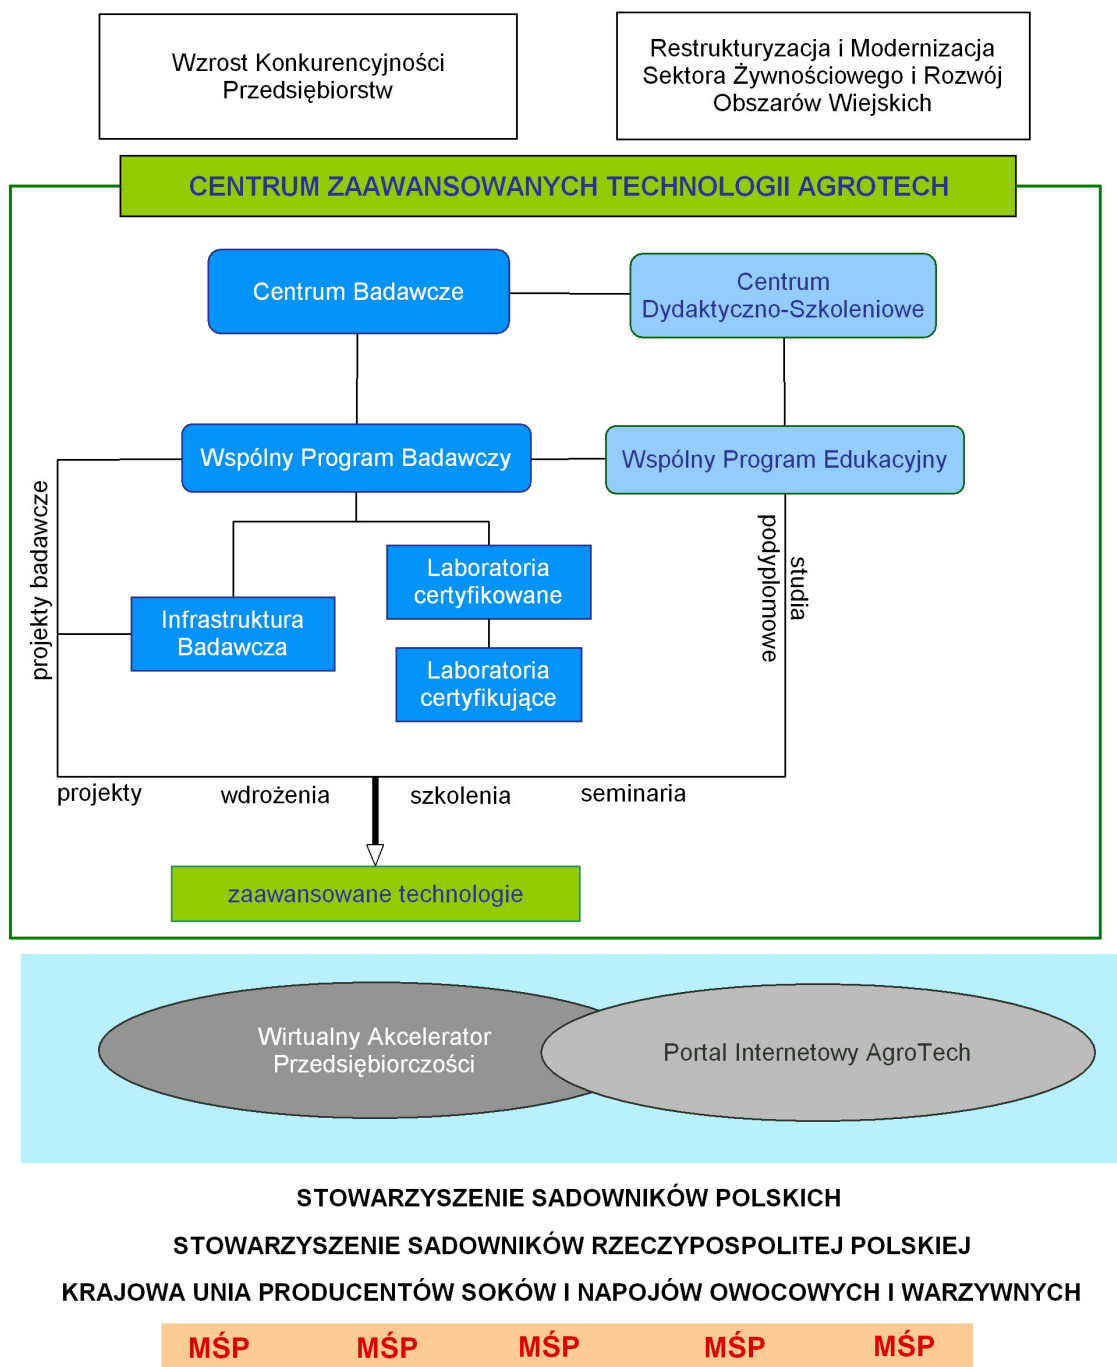 Wzrost Konkurencyjności
Przedsiębiorstw
Restrukturyzacja i Modernizacja
Sektora Żywnościowego i Rozwój
Obszarów Wiejskich
CENTRUM ZAAWANSOWANYCH TECHNOLOGII AGROTECH
Centrum Badawcze
Centrum
Dydaktyczno-Szkoleniowe
Wspólny Program Badawczy
Wspólny Program Edukacyjny
projekty badawcze
studia
podyplomowe
Laboratoria
certyfikowane
Infrastruktura
Badawcza
Laboratoria
certyfikujące
projekty
wdrożenia
szkolenia
seminaria
zaawansowane technologie
Wirtualny Akcelerator
Przedsiębiorczości
Portal Internetowy AgroTech
STOWARZYSZENIE SADOWNIKÓW POLSKICH
STOWARZYSZENIE SADOWNIKÓW RZECZYPOSPOLITEJ POLSKIEJ
KRAJOWA UNIA PRODUCENTÓW SOKÓW I NAPOJÓW OWOCOWYCH I WARZYWNYCH
MŚP MŚP MŚP MŚP MŚP